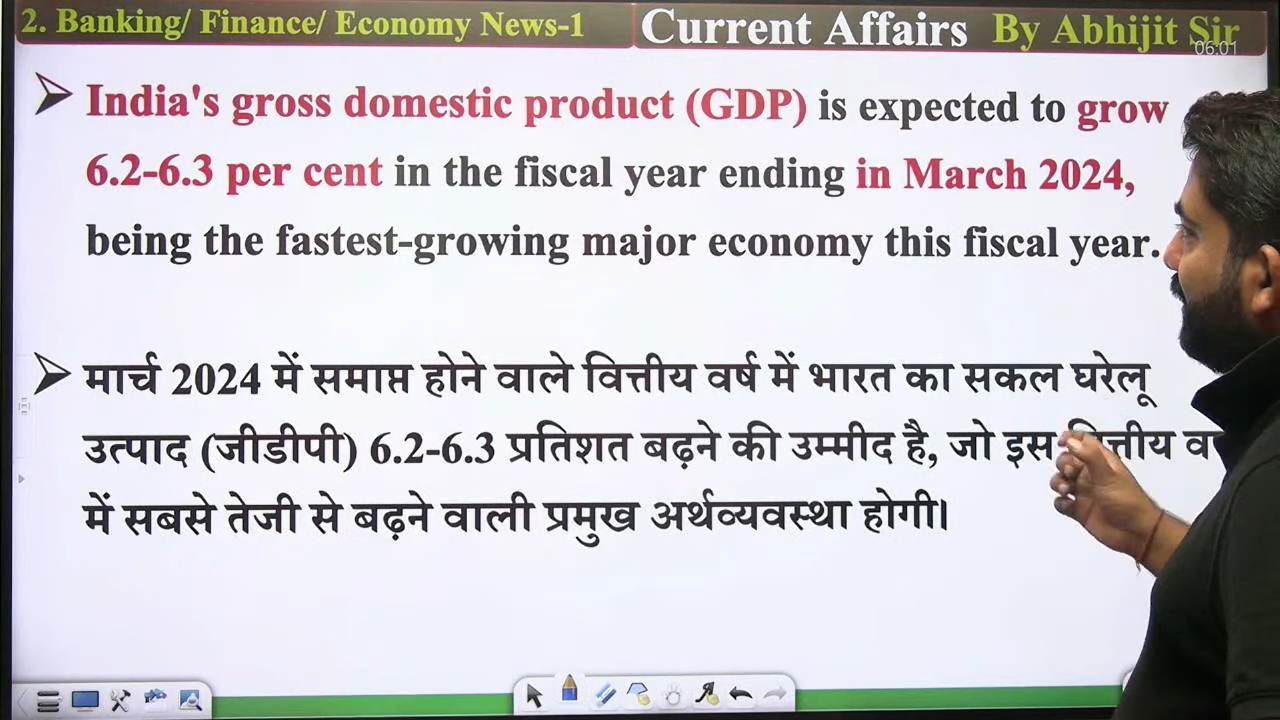 2. Banking/ Finance/ Economy News-1
Current Affairs By Abhijit Sir
06:01
India's gross domestic product (GDP) is expected to grow
6.2-6.3 per cent in the fiscal year ending in March 2024,
being the fastest-growing major economy this fiscal year.
मार्च 2024 में समाप्त होने वाले वित्तीय वर्ष में भारत का सकल घरेलू
उत्पाद (जीडीपी) 6.2-6.3 प्रतिशत बढ़ने की उम्मीद है, जो इस वित्तीय
में सबसे तेजी से बढ़ने वाली प्रमुख अर्थव्यवस्था होगी।